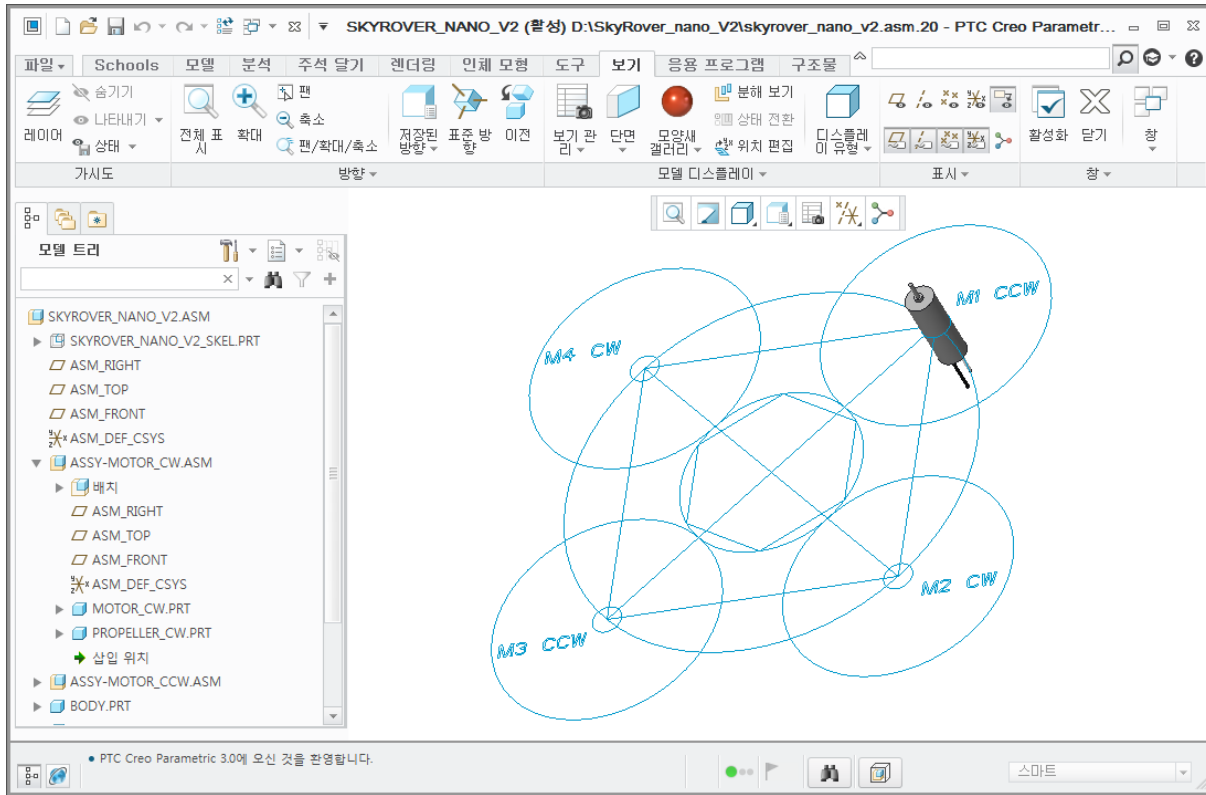 SKYROVER_NANO_V2 (활성) D:\SkyRover_nano_V2\skyrover_nano_v2.asm.20 - PTC Creo Parametr...
파일 Schools 모델 분석 주석 달기 렌더링 인체 모형 도구 보기 응용 프로그램 구조물
숨기기
나타내기
상태
레이어
전체 표시
확대
팬
축소
팬/확대/축소
저장된 방향
표준 방향
이전
보기 관리
단면
모양새 갤러리
분해 보기
상태 전환
위치 편집
디스플레이 유형
활성화
닫기
창
가시도 방향 모델 디스플레이 표시 창
모델 트리
SKYROVER_NANO_V2.ASM
SKYROVER_NANO_V2_SKEL.PRT
ASM_RIGHT
ASM_TOP
ASM_FRONT
ASM_DEF_CSYS
ASSY-MOTOR_CW.ASM
배치
ASM_RIGHT
ASM_TOP
ASM_FRONT
ASM_DEF_CSYS
MOTOR_CW.PRT
PROPELLER_CW.PRT
삽입 위치
ASSY-MOTOR_CCW.ASM
BODY.PRT
M1 CCW
M4 CW
M2 CW
M3 CCW
• PTC Creo Parametric 3.0에 오신 것을 환영합니다.
스마트